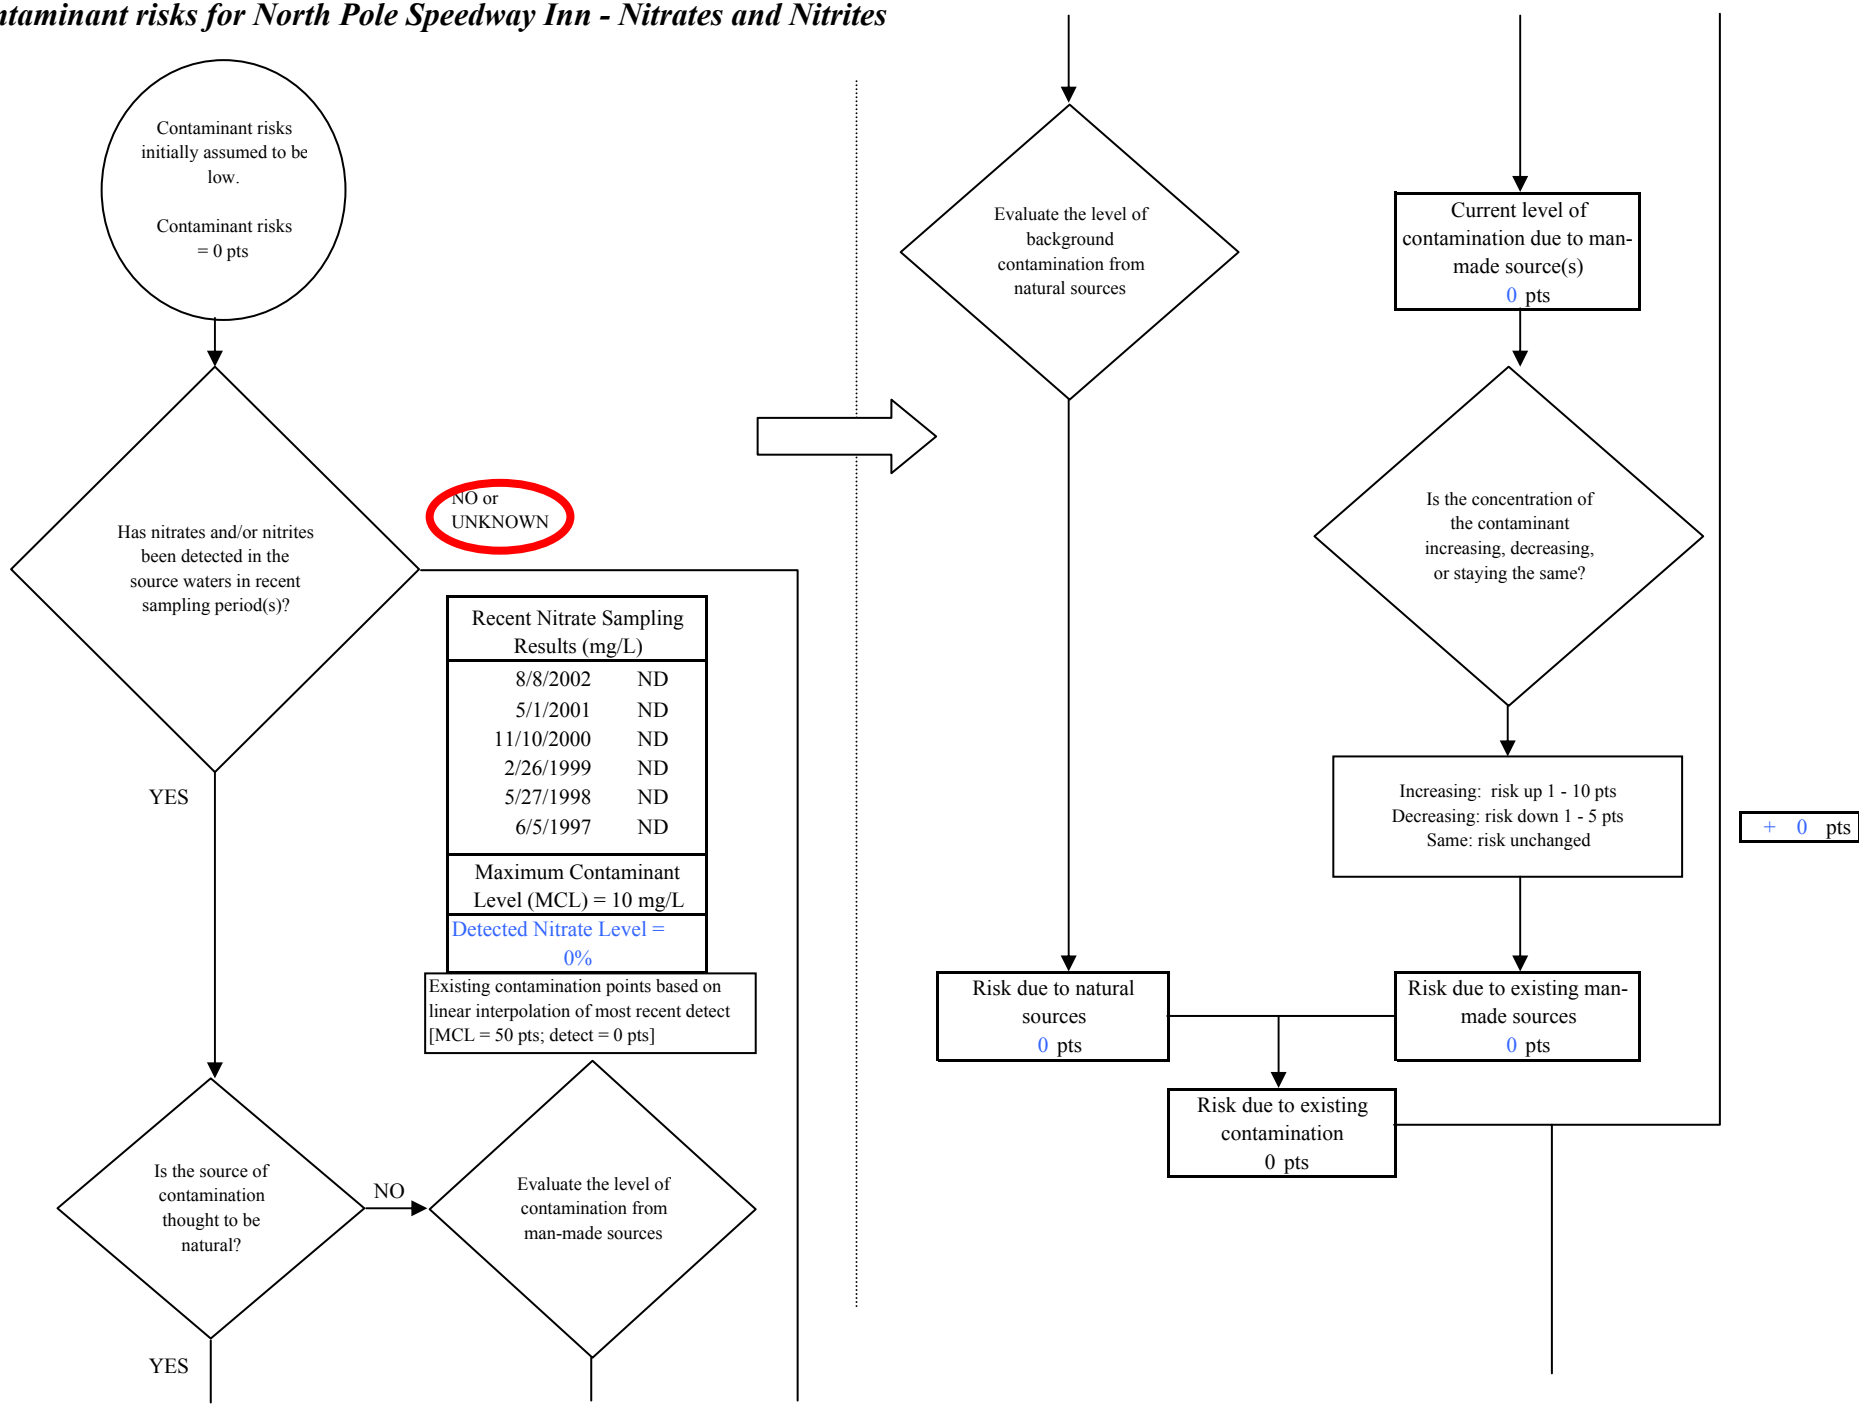 ntaminant risks for North Pole Speedway Inn - Nitrates and Nitrites
Contaminant risks
initially assumed to be
low.
Contaminant risks
= 0 pts
Has nitrates and/or nitrites
been detected in the
source waters in recent
sampling period(s)?
NO or
UNKNOWN
YES
Recent Nitrate Sampling
Results (mg/L)
8/8/2002 ND
5/1/2001 ND
11/10/2000 ND
2/26/1999 ND
5/27/1998 ND
6/5/1997 ND
Maximum Contaminant
Level (MCL) = 10 mg/L
Detected Nitrate Level =
0%
Existing contamination points based on
linear interpolation of most recent detect
[MCL = 50 pts; detect = 0 pts]
Is the source of
contamination
thought to be
natural?
NO
YES
Evaluate the level of
contamination from
man-made sources
Evaluate the level of
background
contamination from
natural sources
Current level of
contamination due to man-
made source(s)
0 pts
Is the concentration of
the contaminant
increasing, decreasing,
or staying the same?
Increasing: risk up 1 - 10 pts
Decreasing: risk down 1 - 5 pts
Same: risk unchanged
+ 0 pts
Risk due to natural
sources
0 pts
Risk due to existing man-
made sources
0 pts
Risk due to existing
contamination
0 pts